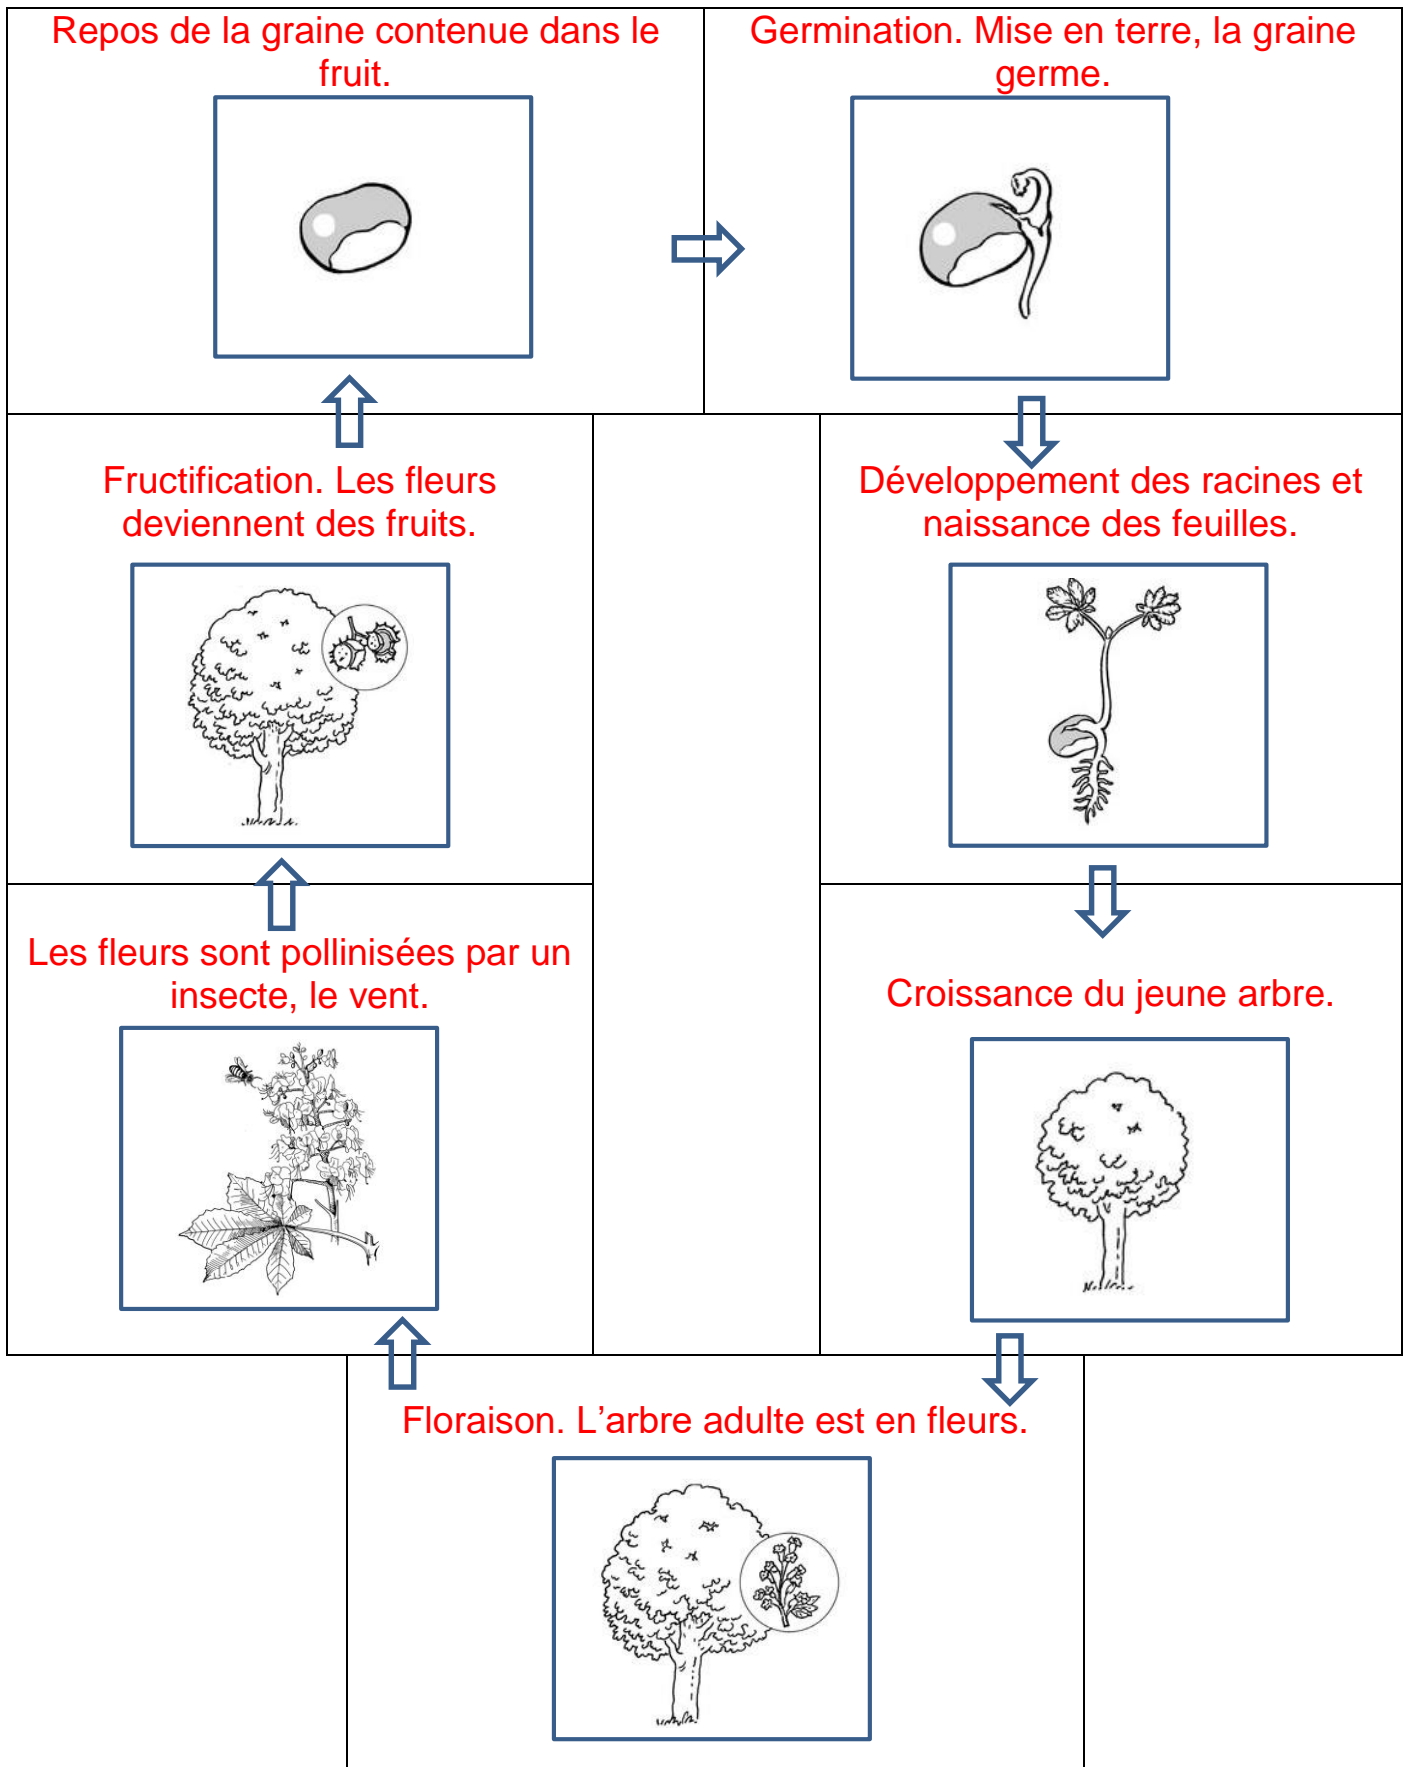 Repos de la graine contenue dans le
fruit.
Germination. Mise en terre, la graine
germe.
Fructification. Les fleurs
deviennent des fruits.
Développement des racines et
naissance des feuilles.
Les fleurs sont pollinisées par un
insecte, le vent.
Croissance du jeune arbre.
Floraison. L’arbre adulte est en fleurs.